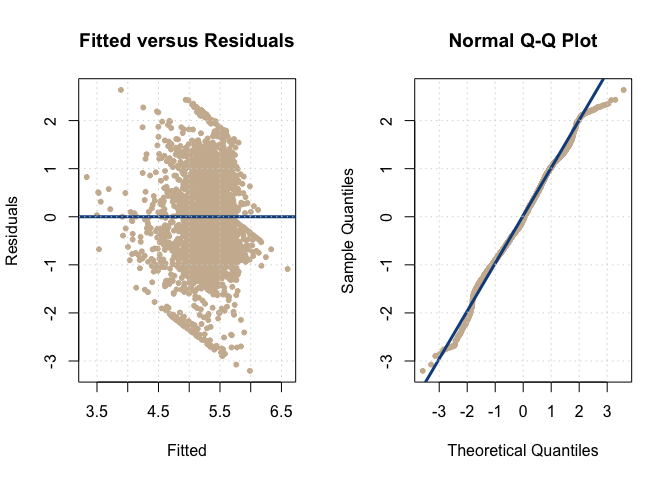 Fitted versus Residuals
Residuals
2
1
0
-1
-2
-3
3.5 4.5 5.5 6.5
Fitted
Normal Q-Q Plot
Sample Quantiles
2
1
0
-1
-2
-3
-3 -2 -1 0 1 2 3
Theoretical Quantiles